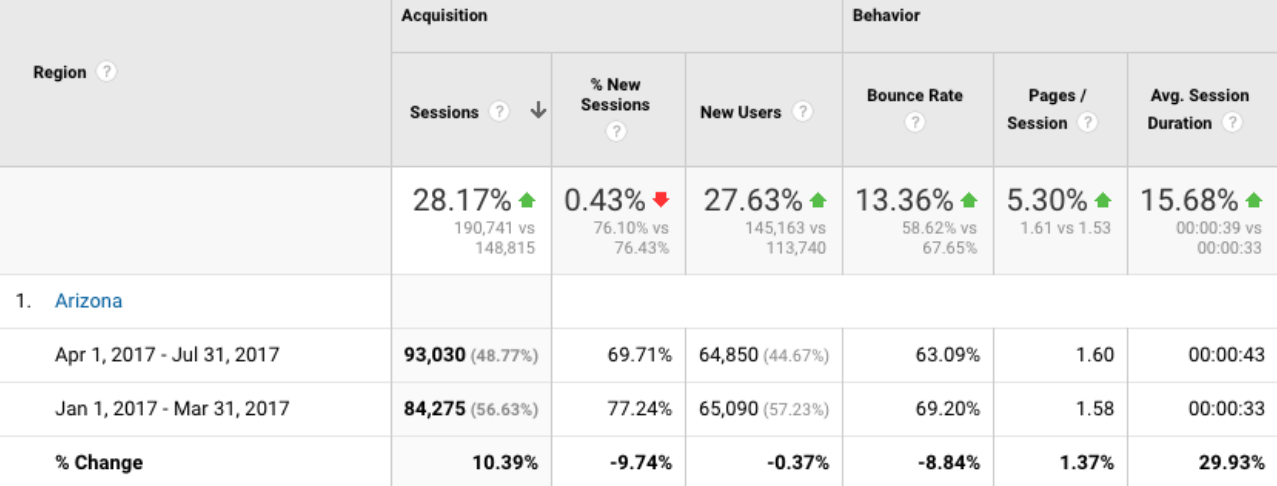 Acquisition Behavior
Region ?
Sessions ? % New Sessions ? New Users ? Bounce Rate ? Pages / Session ? Avg. Session Duration ?
28.17% 0.43% 27.63% 13.36% 5.30% 15.68%
190,741 vs 148,815 76.10% vs 76.43% 145,163 vs 113,740 58.62% vs 67.65% 1.61 vs 1.53 00:00:39 vs 00:00:33
1. Arizona
Apr 1, 2017 - Jul 31, 2017 93,030 (48.77%) 69.71% 64,850 (44.67%) 63.09% 1.60 00:00:43
Jan 1, 2017 - Mar 31, 2017 84,275 (56.63%) 77.24% 65,090 (57.23%) 69.20% 1.58 00:00:33
% Change 10.39% -9.74% -0.37% -8.84% 1.37% 29.93%